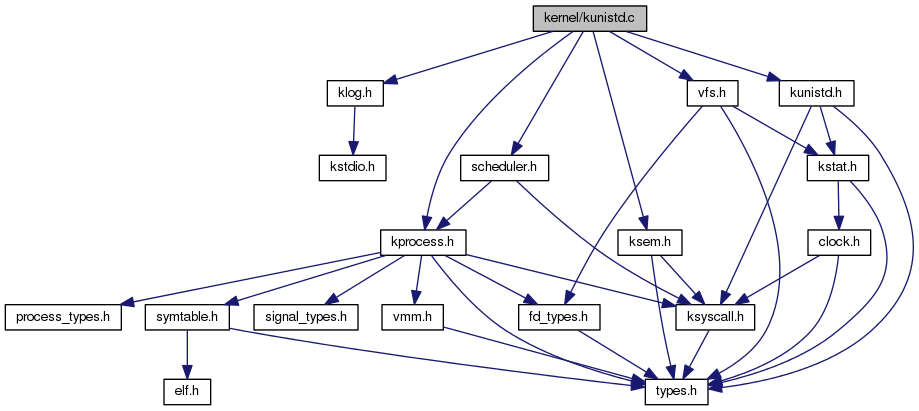 kernel/kunistd.c
klog.h
vfs.h
kunistd.h
kstdio.h
scheduler.h
kstat.h
kprocess.h
ksem.h
clock.h
process_types.h
symtable.h
signal_types.h
vmm.h
fd_types.h
ksyscall.h
elf.h
types.h